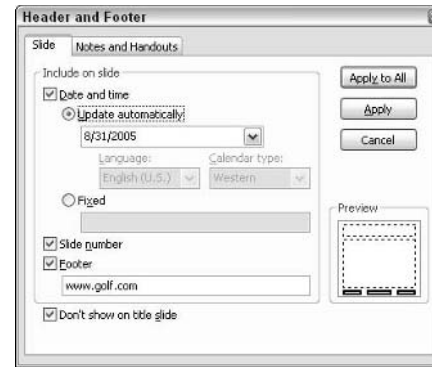 Header and Footer
Slide
Notes and Handouts
Include on slide
Date and time
Update automatically
8/31/2005
Language:
Calendar type:
English (U.S.)
Western
Fixed
Slide number
Footer
www.golf.com
Don't show on title slide
Apply to All
Apply
Cancel
Preview